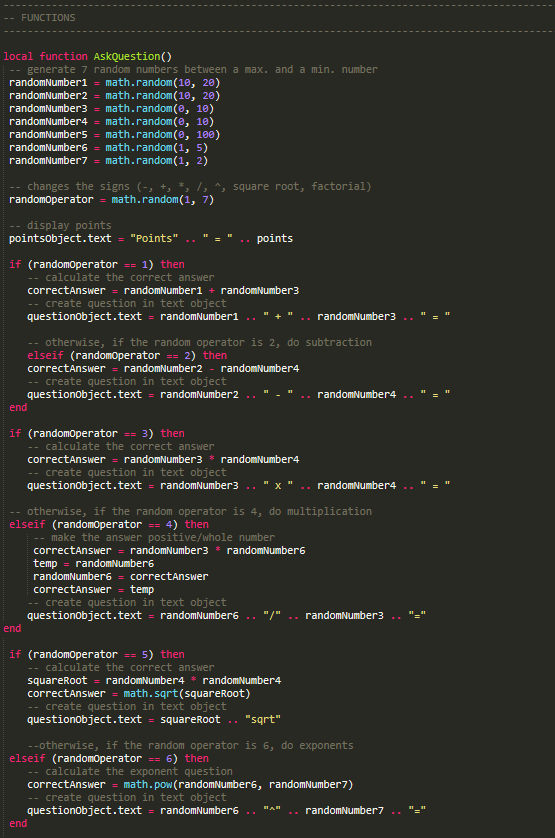 ------------------------------------------------------------------------------------------
-- FUNCTIONS
------------------------------------------------------------------------------------------
local function AskQuestion()
-- generate 7 random numbers between a max. and a min. number
randomNumber1 = math.random(10, 20)
randomNumber2 = math.random(10, 20)
randomNumber3 = math.random(0, 10)
randomNumber4 = math.random(0, 10)
randomNumber5 = math.random(0, 100)
randomNumber6 = math.random(1, 5)
randomNumber7 = math.random(1, 2)
-- changes the signs (-, +, *, /, ^, square root, factorial)
randomOperator = math.random(1, 7)
-- display points
pointsObject.text = "Points" .. " = " .. points
if (randomOperator == 1) then
-- calculate the correct answer
correctAnswer = randomNumber1 + randomNumber3
-- create question in text object
questionObject.text = randomNumber1 .. " + " .. randomNumber3 .. " = "
-- otherwise, if the random operator is 2, do subtraction
elseif (randomOperator == 2) then
correctAnswer = randomNumber2 - randomNumber4
-- create question in text object
questionObject.text = randomNumber2 .. " - " .. randomNumber4 .. " = "
end
if (randomOperator == 3) then
-- calculate the correct answer
correctAnswer = randomNumber3 * randomNumber4
-- create question in text object
questionObject.text = randomNumber3 .. " x " .. randomNumber4 .. " = "
-- otherwise, if the random operator is 4, do multiplication
elseif (randomOperator == 4) then
-- make the answer positive/whole number
correctAnswer = randomNumber3 * randomNumber6
temp = randomNumber6
randomNumber6 = correctAnswer
correctAnswer = temp
-- create question in text object
questionObject.text = randomNumber6 .. "/" .. randomNumber3 .. "="
end
if (randomOperator == 5) then
-- calculate the correct answer
squareRoot = randomNumber4 * randomNumber4
correctAnswer = math.sqrt(squareRoot)
-- create question in text object
questionObject.text = squareRoot .. "sqrt"
--otherwise, if the random operator is 6, do exponents
elseif (randomOperator == 6) then
-- calculate the exponent question
correctAnswer = math.pow(randomNumber6, randomNumber7)
-- create question in text object
questionObject.text = randomNumber6 .. "^" .. randomNumber7 .. "="
end